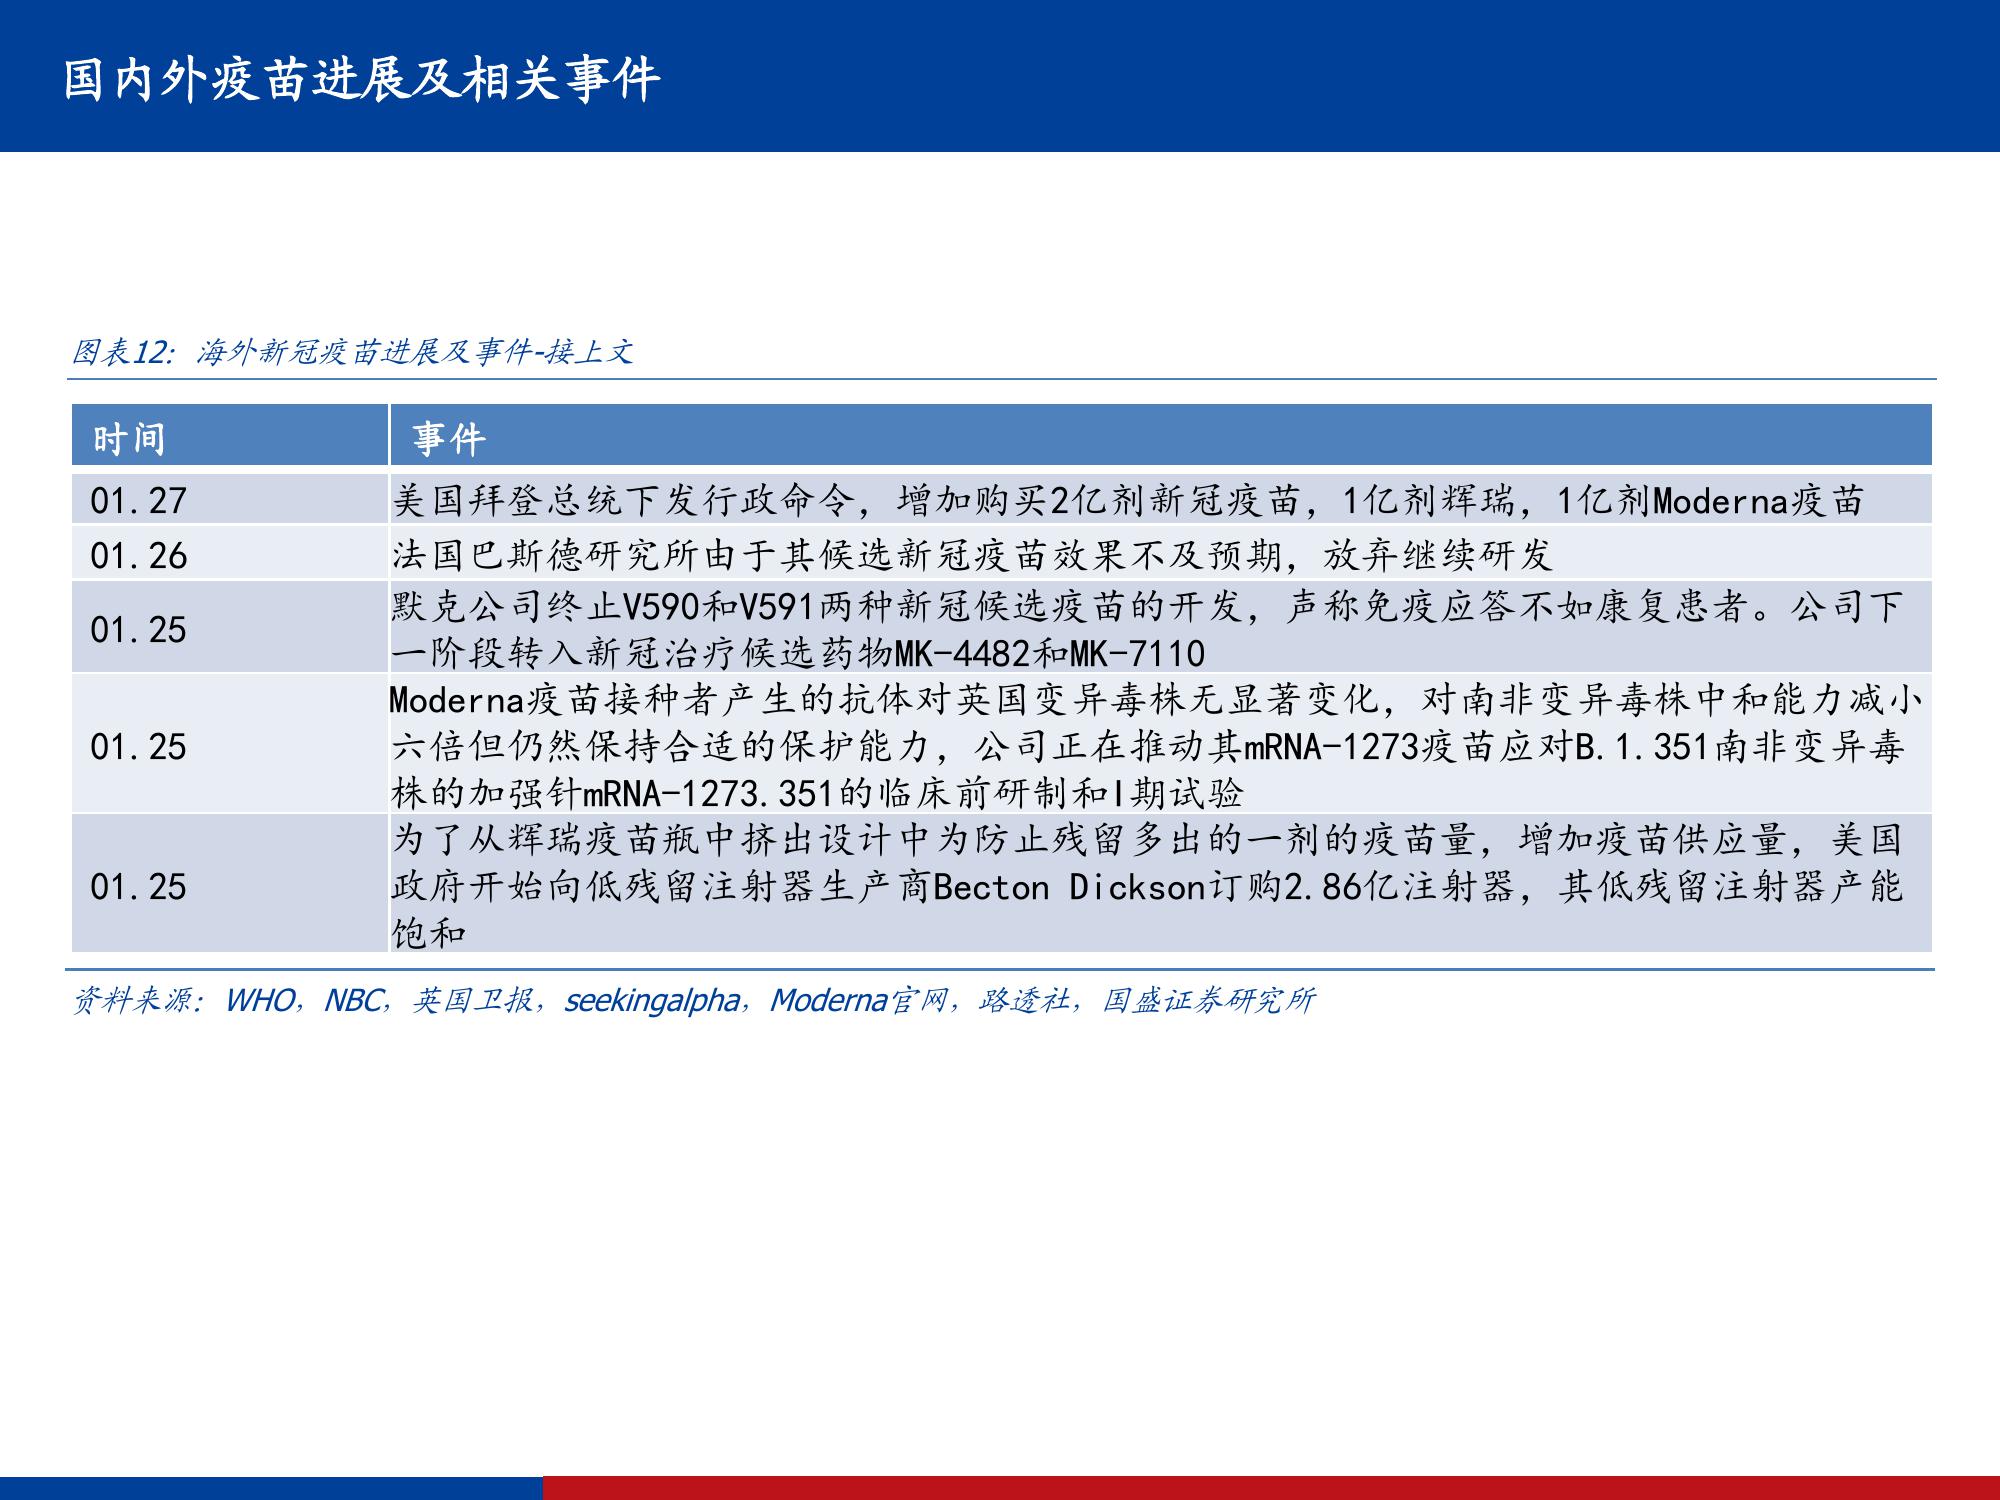 国内外疫苗进展及相关事件
图表12：海外新冠疫苗进展及事件-接上文
时间 事件
01.27 美国拜登总统下发行政命令，增加购买2亿剂新冠疫苗，1亿剂辉瑞，1亿剂Moderna疫苗
01.26 法国巴斯德研究所由于其候选新冠疫苗效果不及预期，放弃继续研发
01.25 默克公司终止V590和V591两种新冠候选疫苗的开发，声称免疫应答不如康复患者。公司下
一阶段转入新冠治疗候选药物MK-4482和MK-7110
01.25 Moderna疫苗接种者产生的抗体对英国变异毒株无显著变化，对南非变异毒株中和能力减小
六倍但仍然保持合适的保护能力，公司正在推动其mRNA-1273疫苗应对B.1.351南非变异毒
株的加强针mRNA-1273.351的临床前研制和I期试验
01.25 为了从辉瑞疫苗瓶中挤出设计中为防止残留多出的一剂的疫苗量，增加疫苗供应量，美国
政府开始向低残留注射器生产商Becton Dickson订购2.86亿注射器，其低残留注射器产能
饱和
资料来源：WHO，NBC，英国卫报，seekingalpha，Moderna官网，路透社，国盛证券研究所